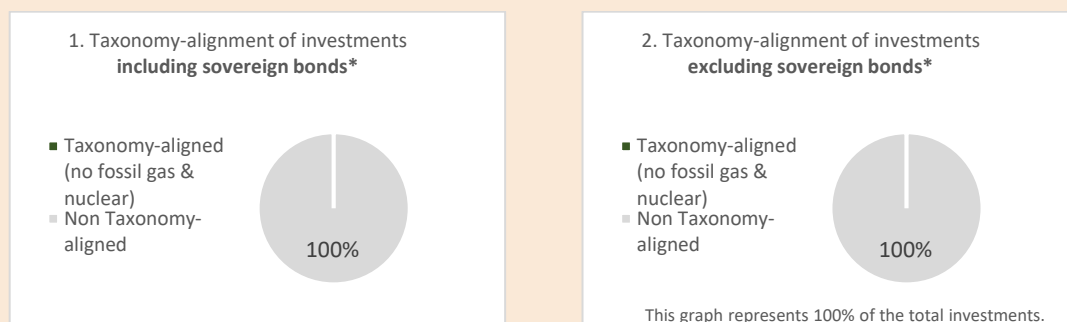 1. Taxonomy-alignment of investments
including sovereign bonds*
Taxonomy-aligned
(no fossil gas &
nuclear)
Non Taxonomy-
aligned
100%
2. Taxonomy-alignment of investments
excluding sovereign bonds*
Taxonomy-aligned
(no fossil gas &
nuclear)
Non Taxonomy-
aligned
100%
This graph represents 100% of the total investments.